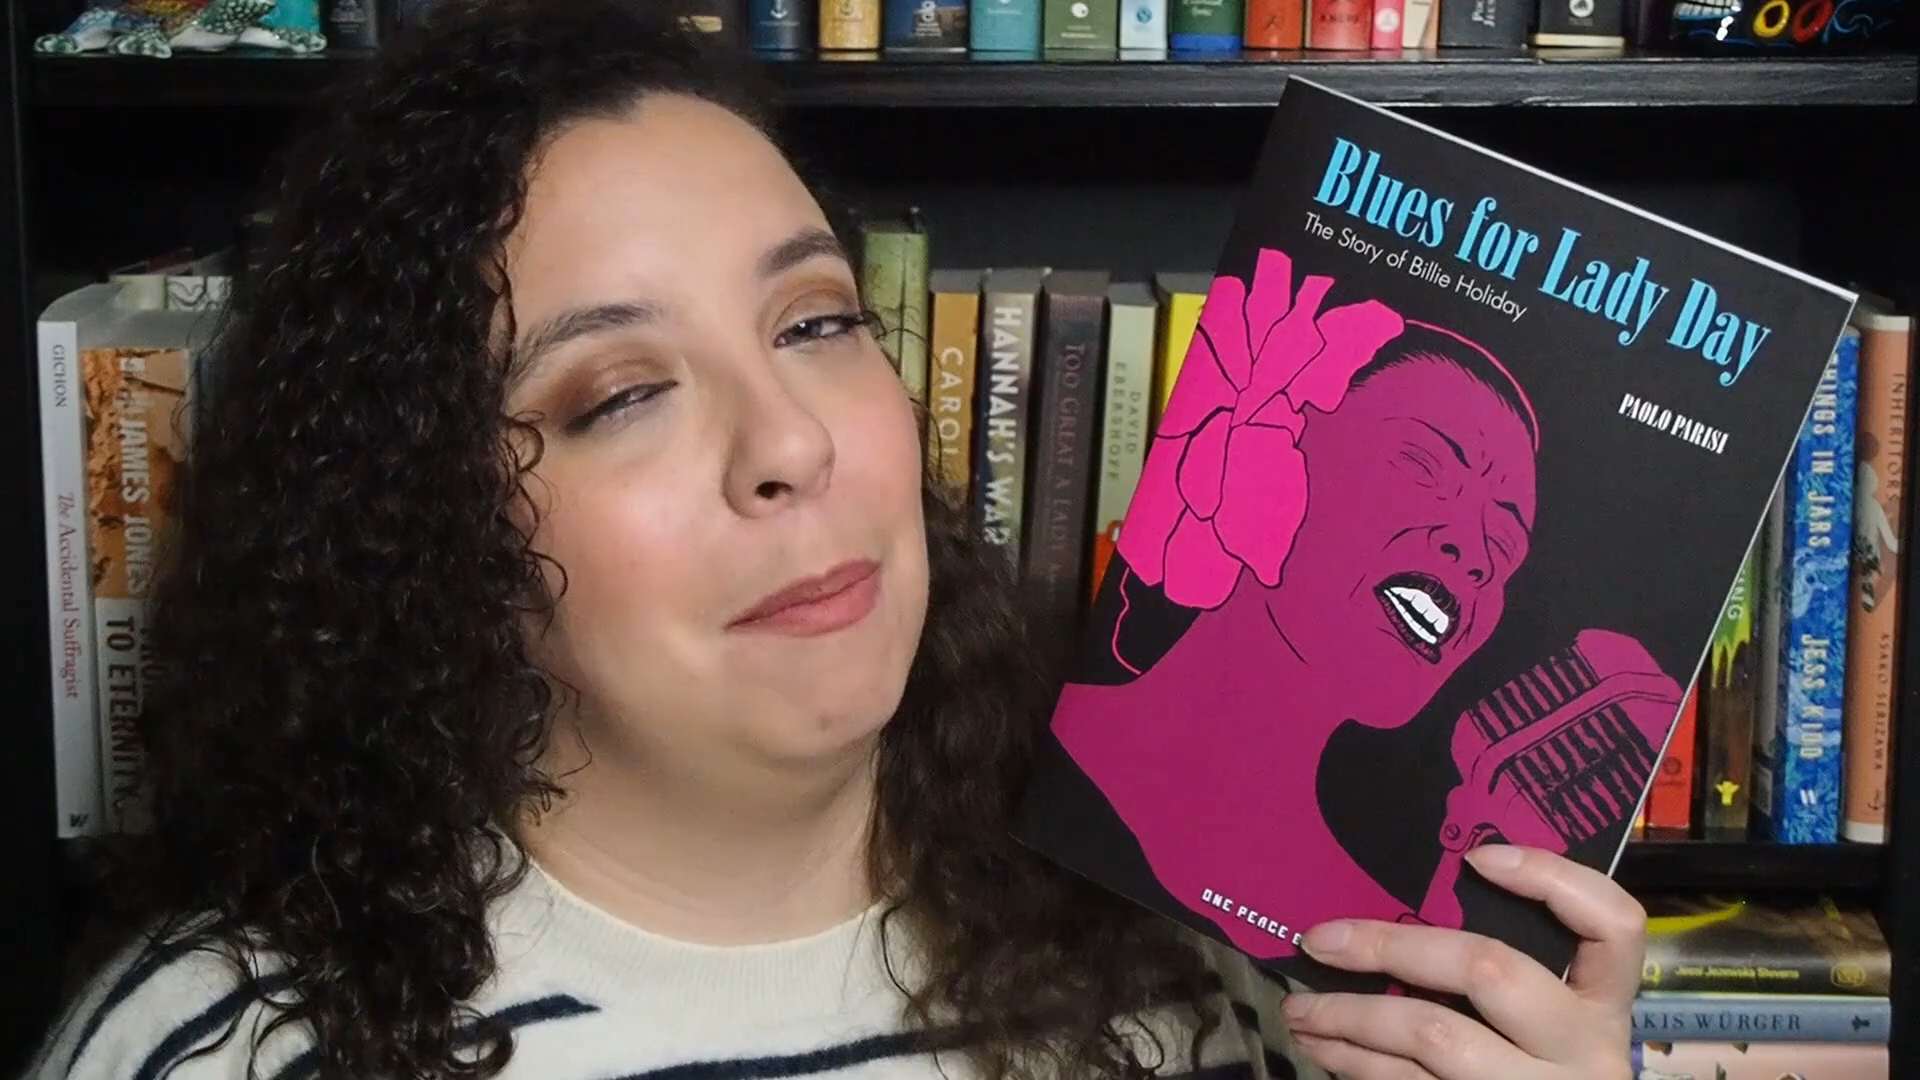 Blues for Lady Day
The Story of Billie Holiday
PAOLO PARISI
ONE PEACE
GICHON
The Accidental Suffragist
JAMES JONES
TO ETERNITY
CAROL
HANNAH'S WAR
TOO GREAT A LADY
DAVID
EBERSHOFF
THINGS IN JARS
JESS KIDD
INHERITORS
ASAKO SERIZAWA
WÜRGER